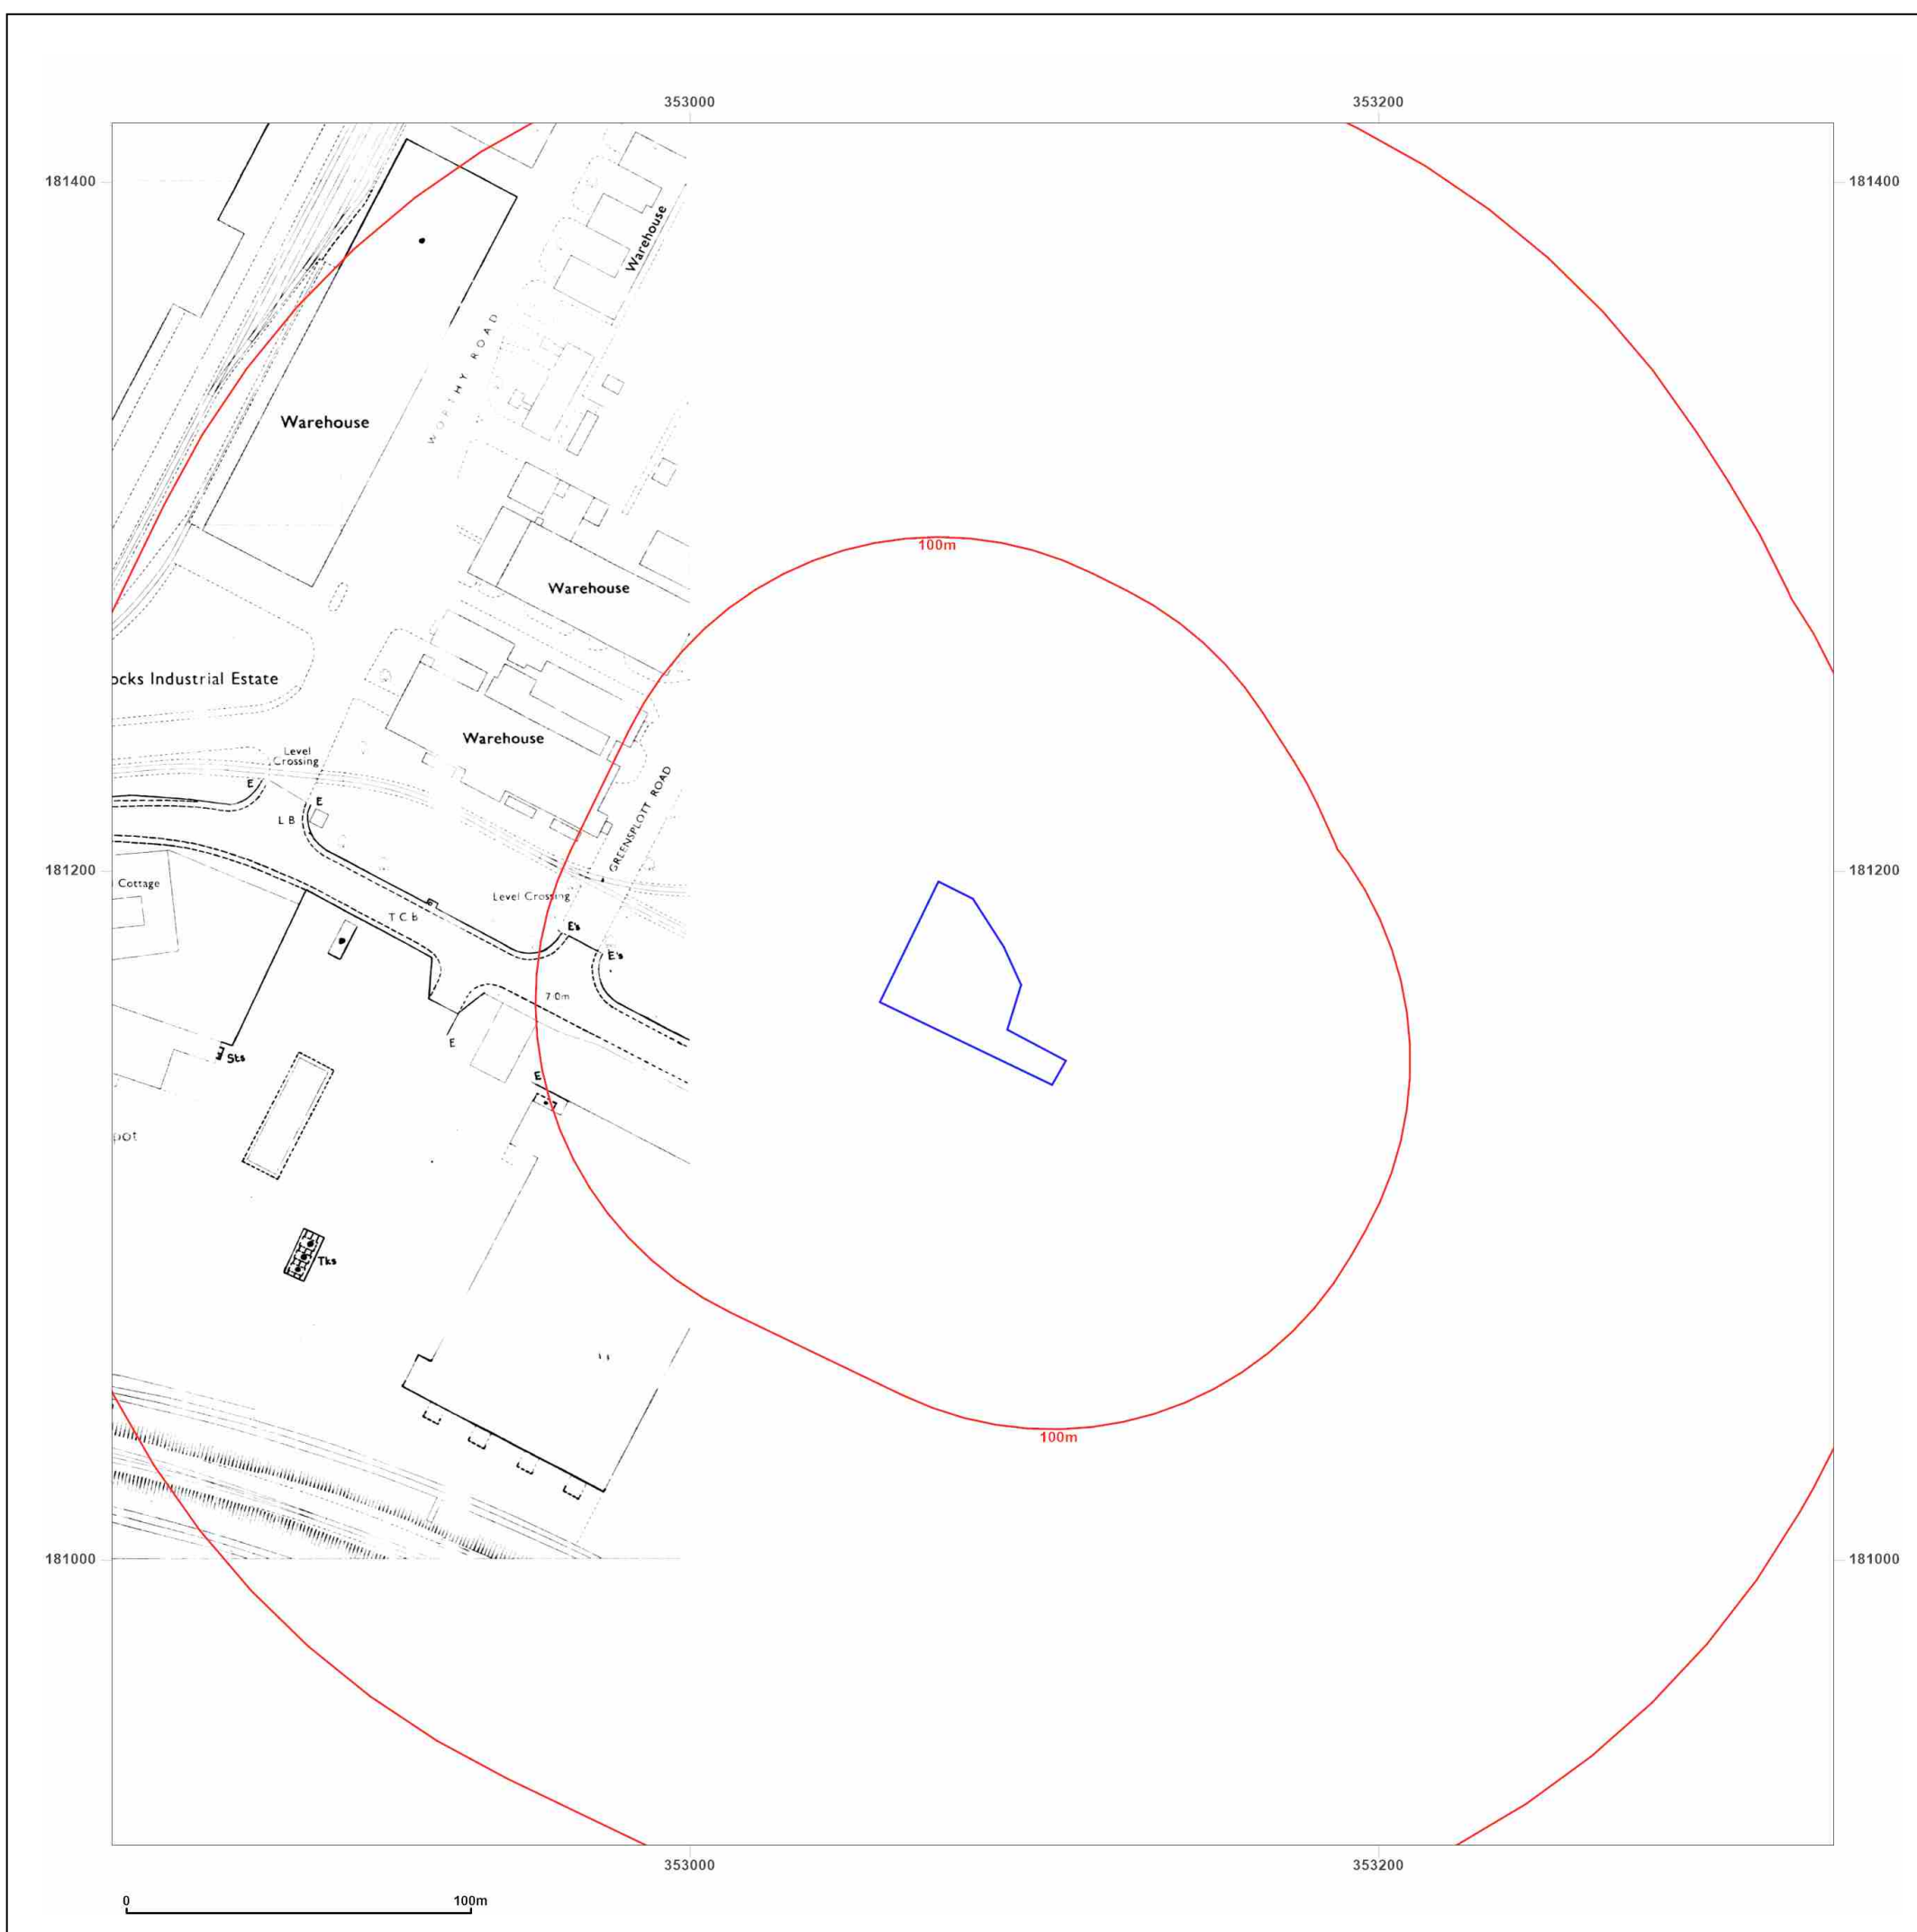 353000
353200
181400
181400
Warehouse
WORTHY ROAD
Warehouse
100m
Warehouse
ocks Industrial Estate
Warehouse
Level
Crossing
E
E
L B
GREENSPLOTT ROAD
181200
181200
Cottage
Level Crossing
T C b
E's
E's
7 0m
E
Sts
E
pot
Tks
100m
181000
181000
353000
353200
0
100m